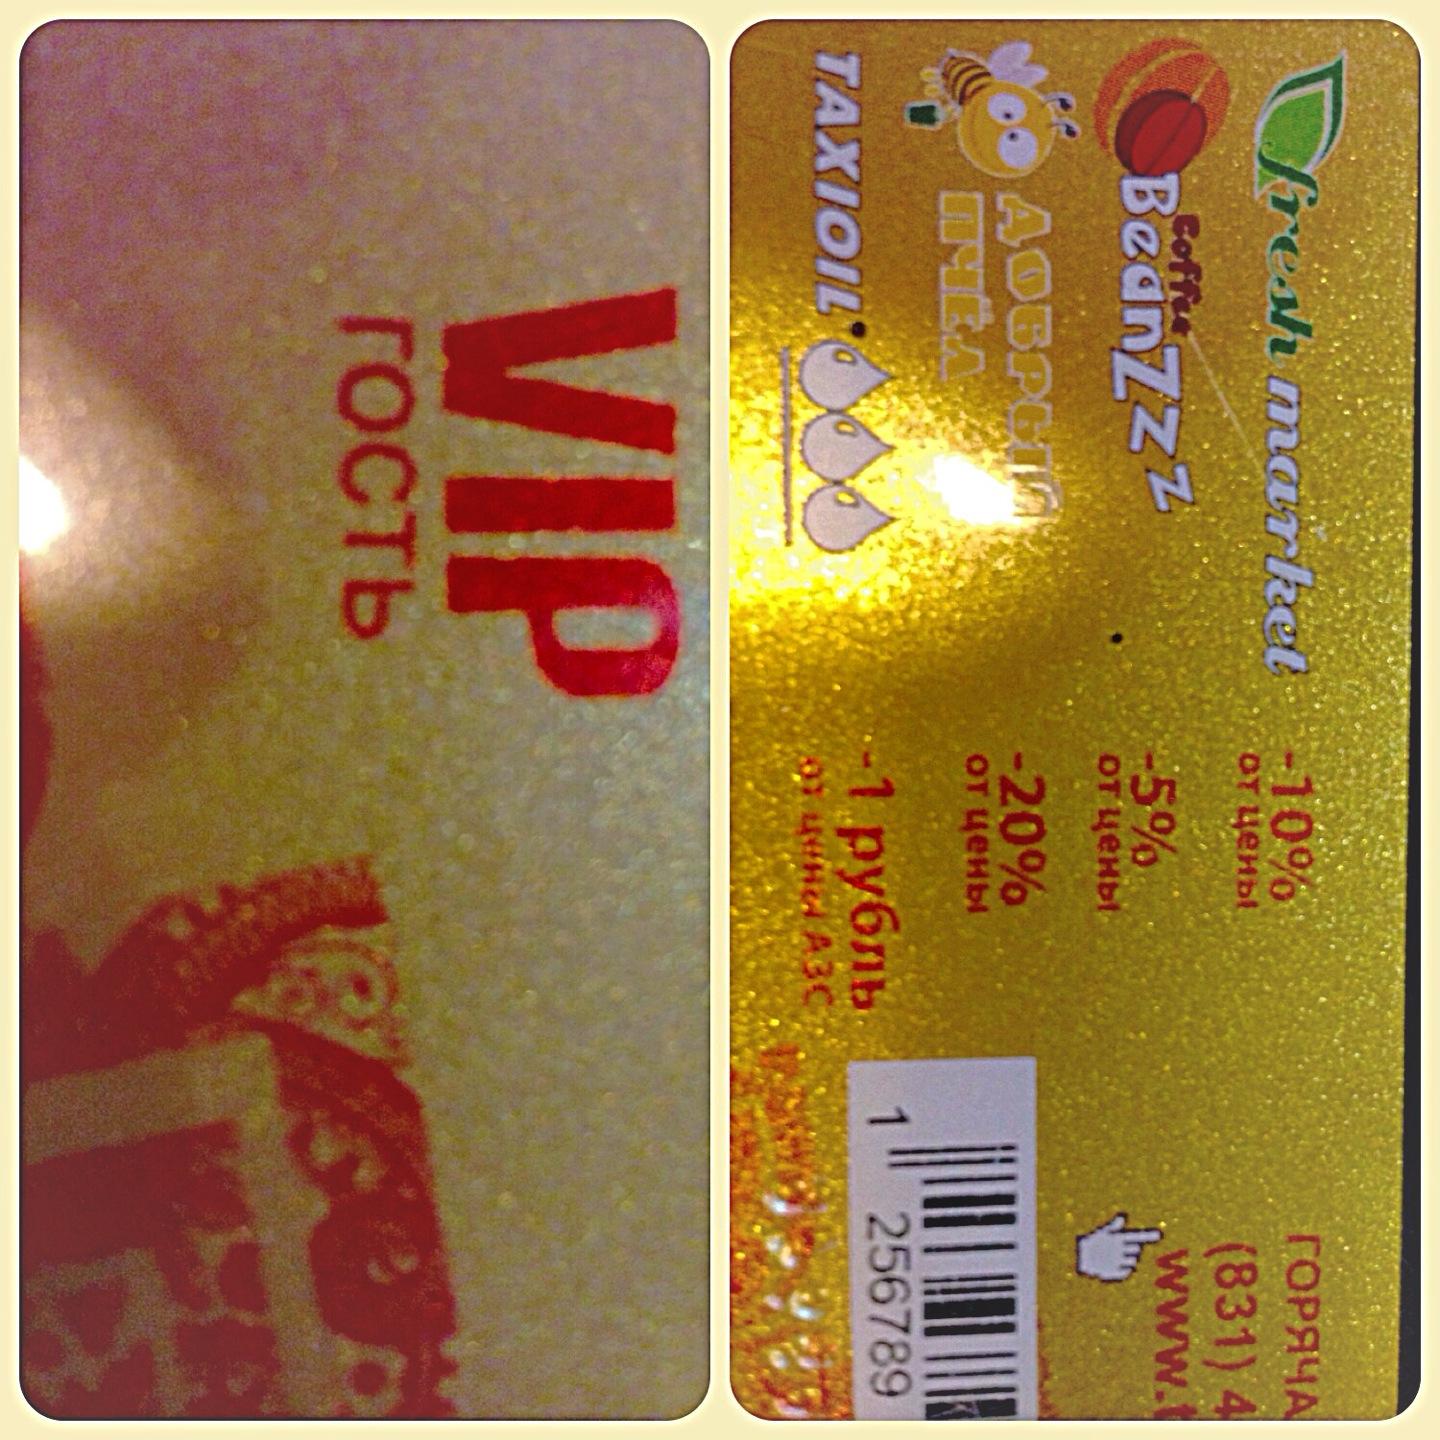 VIP
ГОСТЬ
fresh market
-10%
от цены
coffee
BeanZzz
-5%
от цены
ДОБРЫЙ
ПЧЁЛ
-20%
от цены
TAXIOIL
-1 рубль
от цены АЗС
ГОРЯЧА
(831) 4
www.t
1 256789